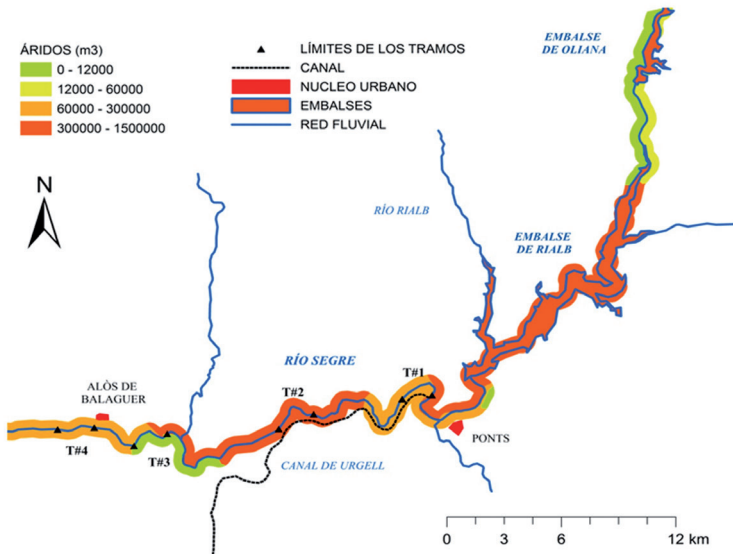 ÁRIDOS (m3)
0 - 12000
12000 - 60000
60000 - 300000
300000 - 1500000
LÍMITES DE LOS TRAMOS
CANAL
NUCLEO URBANO
EMBALSES
RED FLUVIAL
EMBALSE
DE OLIANA
N
RÍO RIALB
EMBALSE
DE RIALB
RÍO SEGRE
T#1
ALÒS DE
BALAGUER
T#2
PONTS
T#4
T#3
CANAL DE URGELL
0 3 6 12 km